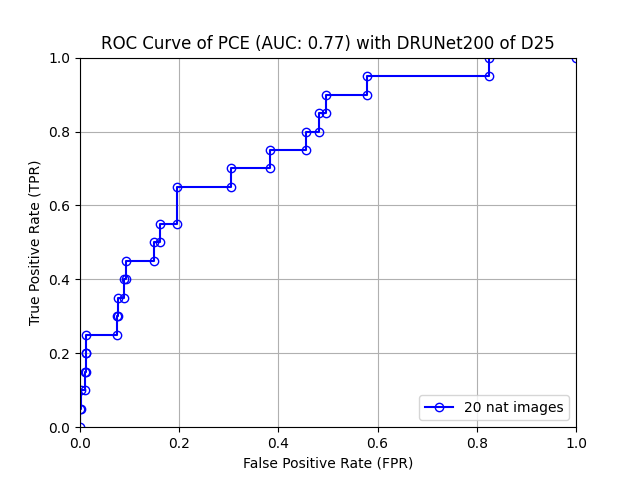 ROC Curve of PCE (AUC: 0.77) with DRUNet200 of D25
True Positive Rate (TPR)
1.0
0.8
0.6
0.4
0.2
0.0
20 nat images
0.0 0.2 0.4 0.6 0.8 1.0
False Positive Rate (FPR)